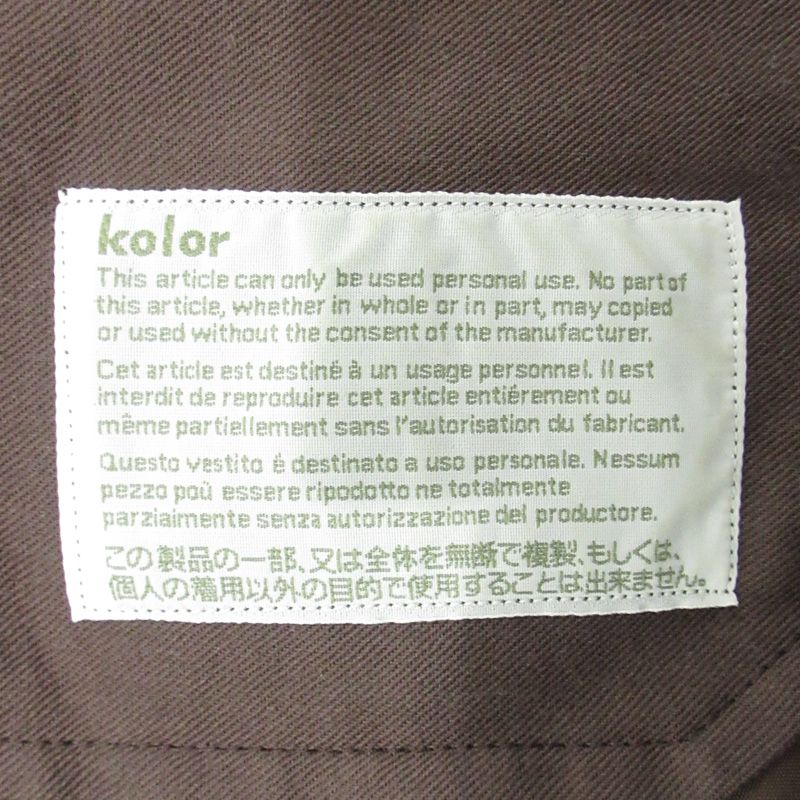 kolor
This article can only be used personal use. No part of
this article, whether in whole or in part, may copied
or used without the consent of the manufacturer.
Cet article est destiné à un usage personnel. Il est
interdit de reproduire cet article entiérement ou
même partiellement sans l'autorisation du fabricant.
Questo vestito é destinato a uso personale. Nessum
pezzo poù essere ripodotto ne totalmente
parziaimente senza autorizzazione del productore.
この製品の一部、又は全体を無断で複製、もしくは、
個人の着用以外の目的で使用することは出来ません。